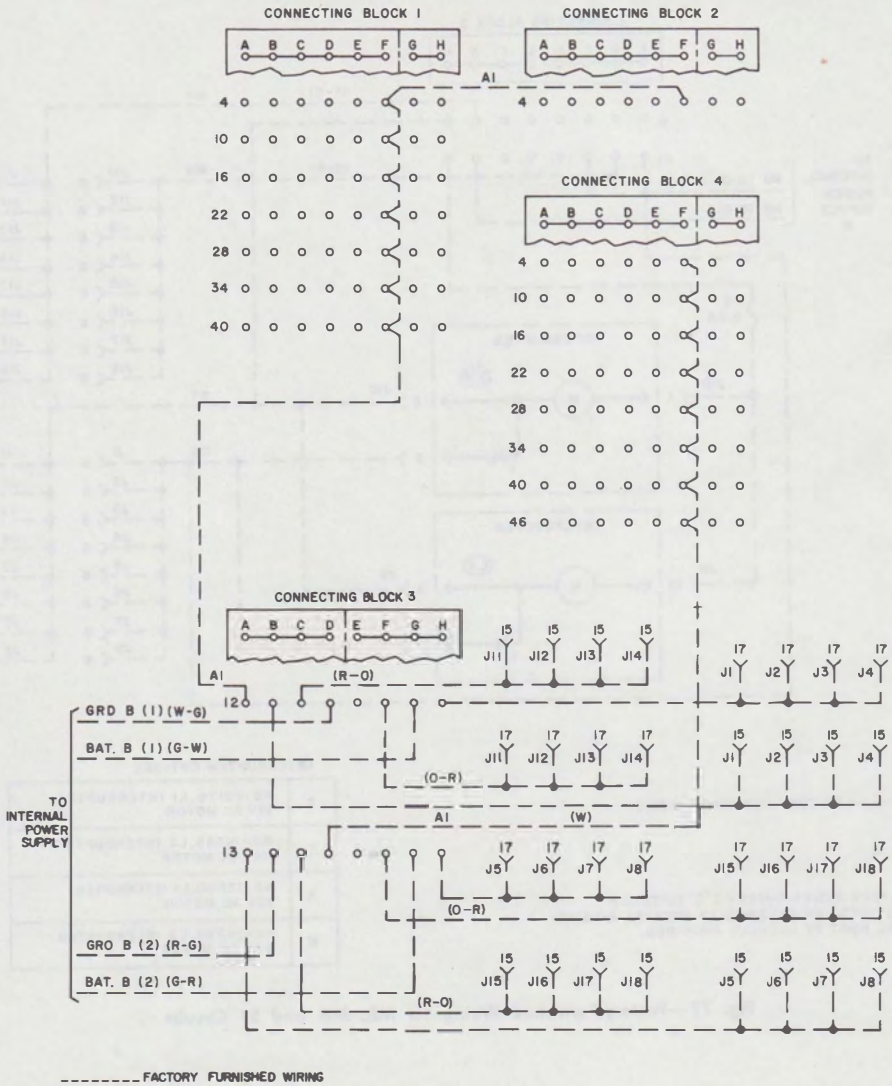 CONNECTING BLOCK 1
CONNECTING BLOCK 2
A B C D E F G H
A B C D E F G H
A1
4
4
10
16
22
28
34
40
CONNECTING BLOCK 4
A B C D E F G H
4
10
16
22
28
34
40
46
CONNECTING BLOCK 3
A B C D E F G H
A1
(R-O)
15 15 15 15
J11 J12 J13 J14
17 17 17 17
J1 J2 J3 J4
12
GRD B (1) (W-G)
BAT. B (1) (G-W)
17 17 17 17
J11 J12 J13 J14
15 15 15 15
J1 J2 J3 J4
(O-R)
A1
(W)
TO
INTERNAL
POWER
SUPPLY
13
17 17 17 17
J5 J6 J7 J8
17 17 17 17
J15 J16 J17 J18
(O-R)
GRO B (2) (R-G)
BAT. B (2) (G-R)
15 15 15 15
J15 J16 J17 J18
15 15 15 15
J5 J6 J7 J8
(R-O)
FACTORY FURNISHED WIRING